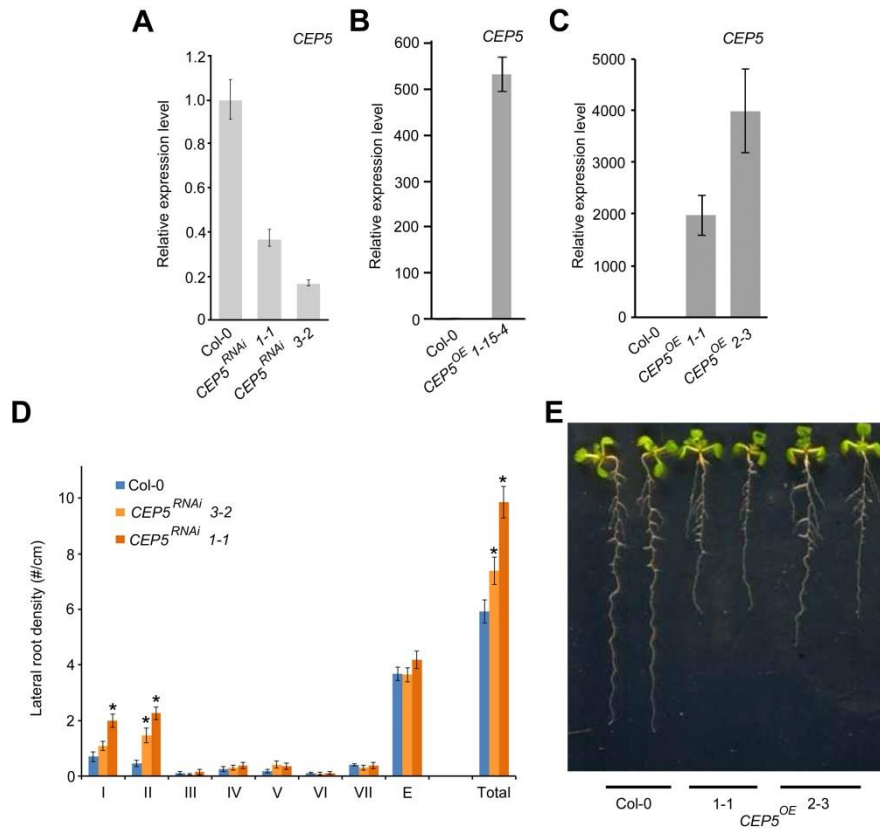 A
CEP5
Relative expression level
1.2
1.0
0.8
0.6
0.4
0.2
0
Col-0
CEP5RNAi 1-1
CEP5RNAi 3-2
B
CEP5
Relative expression level
600
500
400
300
200
100
0
Col-0
CEP5OE 1-15-4
C
CEP5
Relative expression level
5000
4000
3000
2000
1000
0
Col-0
CEP5OE 1-1
CEP5OE 2-3
D
Lateral root density (#/cm)
10
8
6
4
2
0
Col-0
CEP5RNAi 3-2
CEP5RNAi 1-1
* * * * *
I II III IV V VI VII E Total
E
Col-0 1-1 2-3
CEP5OE